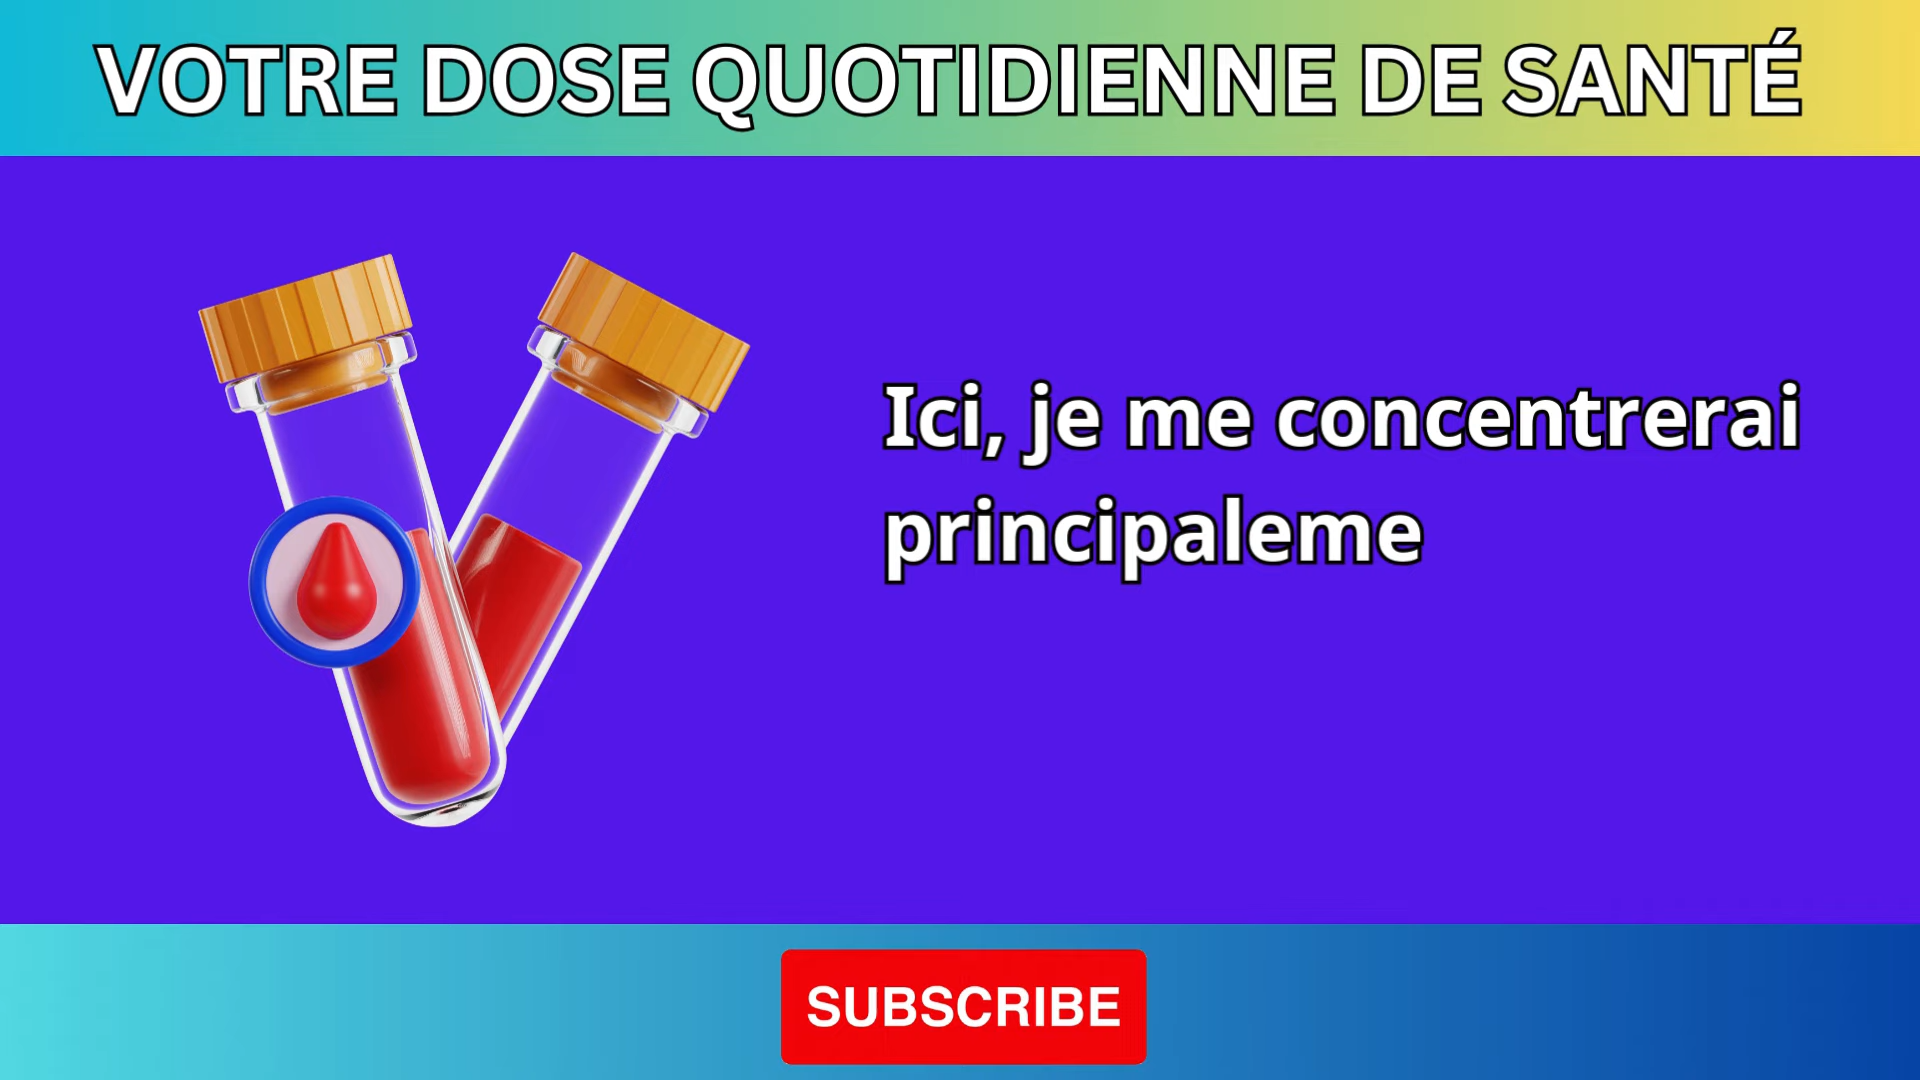 VOTRE DOSE QUOTIDIENNE DE SANTÉ
Ici, je me concentrerai
principaleme
SUBSCRIBE